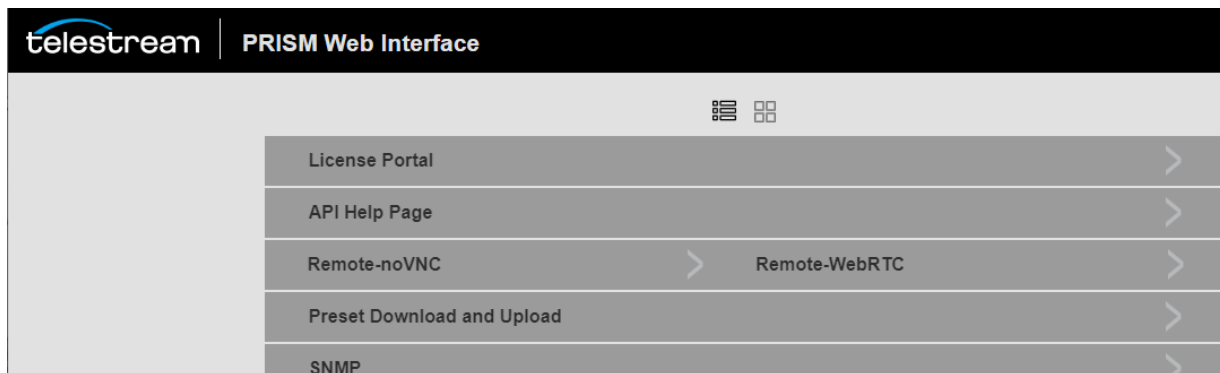 telestream PRISM Web Interface
License Portal
API Help Page
Remote-noVNC Remote-WebRTC
Preset Download and Upload
SNMP